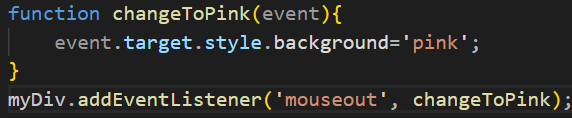 function changeToPink(event){
    event.target.style.background='pink';
}
myDiv.addEventListener('mouseout', changeToPink);